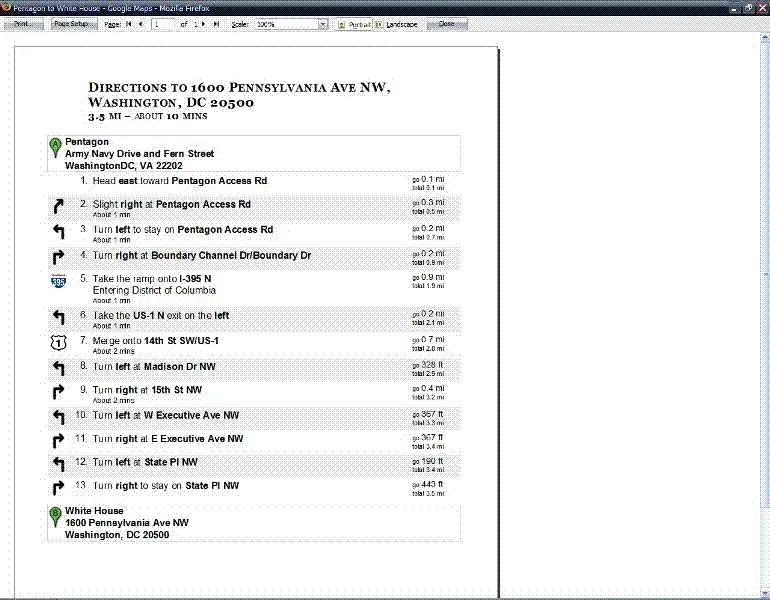 Pentagon to White House - Google Maps - Mozilla Firefox
Print... Page Setup... Page: 1 of 1 Scale: 100% Portrait Landscape Close
Directions to 1600 Pennsylvania Ave NW,
Washington, DC 20500
3.5 mi – about 10 mins
A Pentagon
Army Navy Drive and Fern Street
WashingtonDC, VA 22202
1. Head east toward Pentagon Access Rd go 0.1 mi
total 0.1 mi
2. Slight right at Pentagon Access Rd go 0.3 mi
About 1 min total 0.5 mi
3. Turn left to stay on Pentagon Access Rd go 0.2 mi
About 1 min total 0.7 mi
4. Turn right at Boundary Channel Dr/Boundary Dr go 0.2 mi
total 0.9 mi
5. Take the ramp onto I-395 N go 0.9 mi
395 Entering District of Columbia total 1.9 mi
About 1 min
6. Take the US-1 N exit on the left go 0.2 mi
About 1 min total 2.1 mi
1 7. Merge onto 14th St SW/US-1 go 0.7 mi
About 2 mins total 2.8 mi
8. Turn left at Madison Dr NW go 328 ft
total 2.9 mi
9. Turn right at 15th St NW go 0.4 mi
About 2 mins total 3.2 mi
10. Turn left at W Executive Ave NW go 367 ft
total 3.3 mi
11. Turn right at E Executive Ave NW go 367 ft
total 3.4 mi
12. Turn left at State Pl NW go 190 ft
total 3.4 mi
13. Turn right to stay on State Pl NW go 443 ft
total 3.5 mi
B White House
1600 Pennsylvania Ave NW
Washington, DC 20500